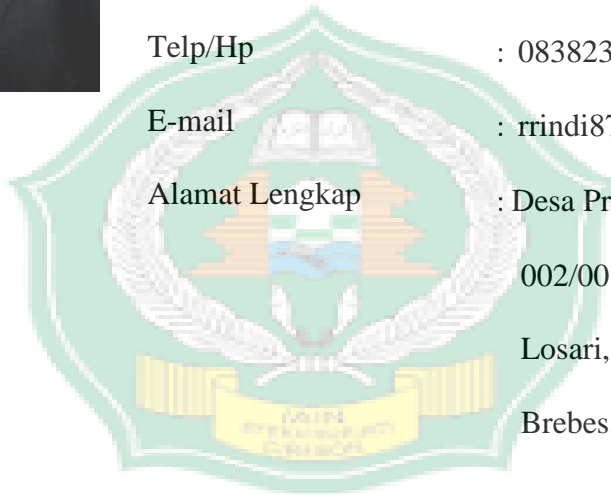 Telp/Hp : 083823
E-mail : rrindi87
Alamat Lengkap : Desa Pr
002/00
Losari,
Brebes